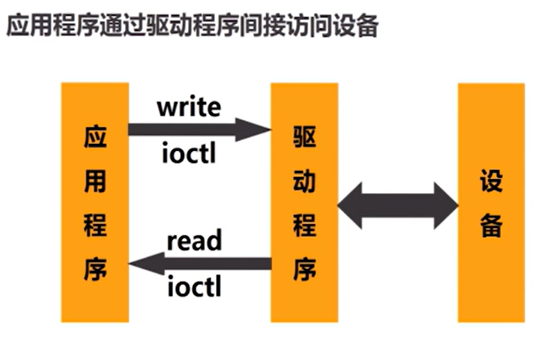 应用程序通过驱动程序间接访问设备
应用程序
write
ioctl
read
ioctl
驱动程序
设备